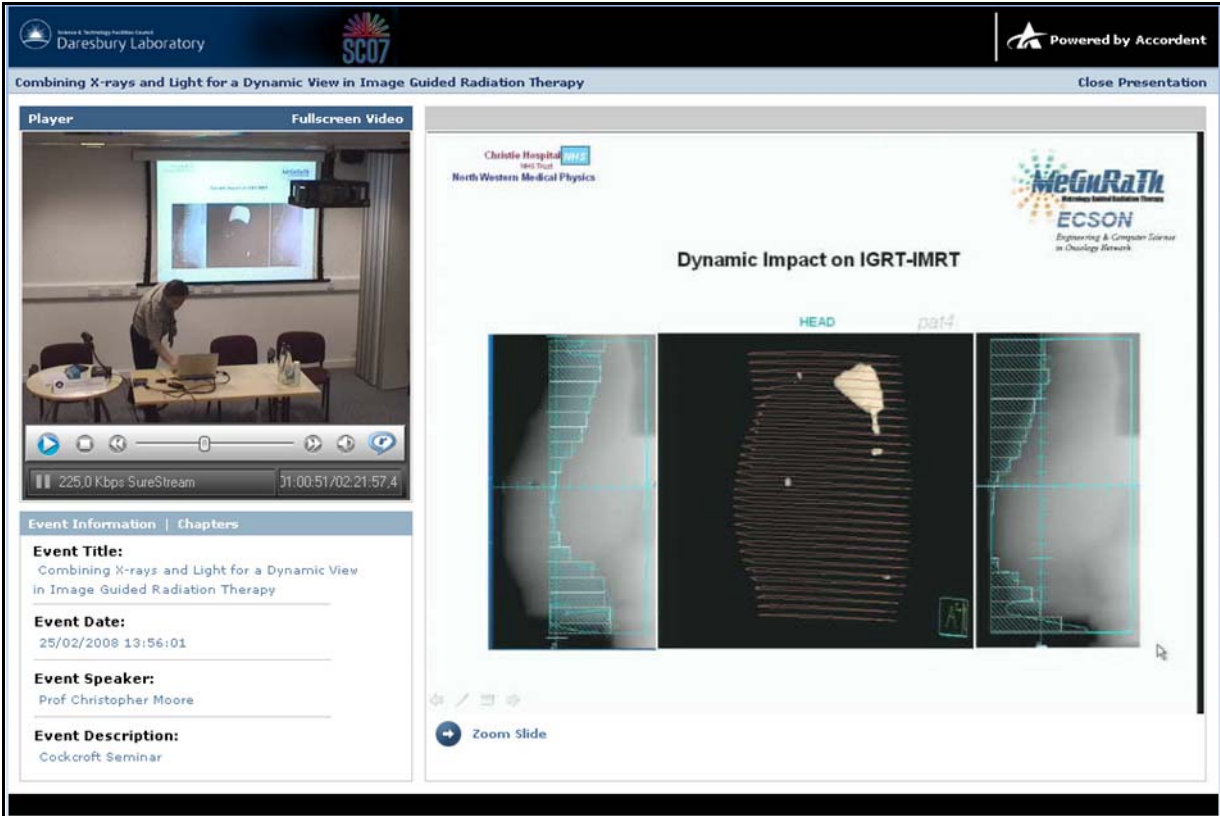 Science & Technology Facilities Council
Daresbury Laboratory
SC07
Powered by Accordent
Combining X-rays and Light for a Dynamic View in Image Guided Radiation Therapy
Close Presentation
Player
Fullscreen Video
225,0 Kbps SureStream
01:00:51/02:21:57,4
Event Information | Chapters
Event Title:
Combining X-rays and Light for a Dynamic View
in Image Guided Radiation Therapy
Event Date:
25/02/2008 13:56:01
Event Speaker:
Prof Christopher Moore
Event Description:
Cockcroft Seminar
Christie Hospital NHS
NHS Trust
North Western Medical Physics
MeGuRaTh
Metrology Guided Radiation Therapy
ECSON
Engineering & Computer Science
in Oncology Network
Dynamic Impact on IGRT-IMRT
HEAD
pat4
Zoom Slide